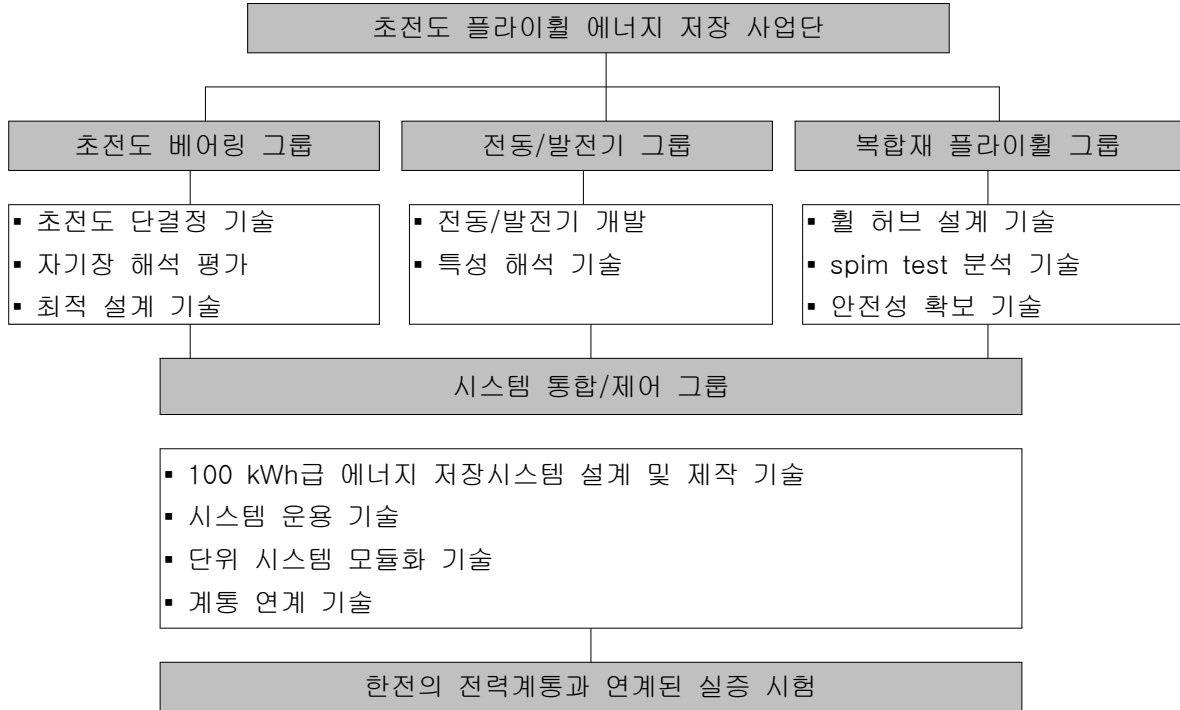 초전도 플라이휠 에너지 저장 사업단
초전도 베어링 그룹
전동/발전기 그룹
복합재 플라이휠 그룹
▪ 초전도 단결정 기술
▪ 자기장 해석 평가
▪ 최적 설계 기술
▪ 전동/발전기 개발
▪ 특성 해석 기술
▪ 휠 허브 설계 기술
▪ spim test 분석 기술
▪ 안전성 확보 기술
시스템 통합/제어 그룹
▪ 100 kWh급 에너지 저장시스템 설계 및 제작 기술
▪ 시스템 운용 기술
▪ 단위 시스템 모듈화 기술
▪ 계통 연계 기술
한전의 전력계통과 연계된 실증 시험